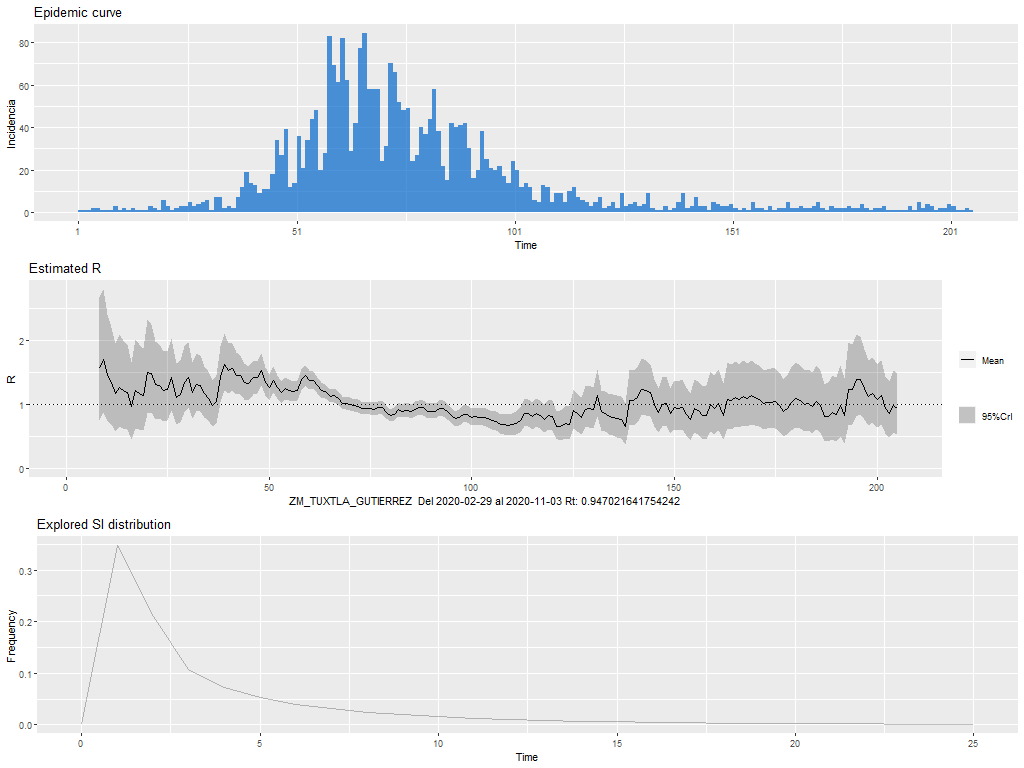 Epidemic curve
80
60
40
20
0
Incidencia
1 51 101 151 201
Time
Estimated R
2
1
0
R
Mean
95%CrI
0 50 100 150 200
ZM_TUXTLA_GUTIERREZ Del 2020-02-29 al 2020-11-03 Rt: 0.947021641754242
Explored SI distribution
0.3
0.2
0.1
0.0
Frequency
0 5 10 15 20 25
Time